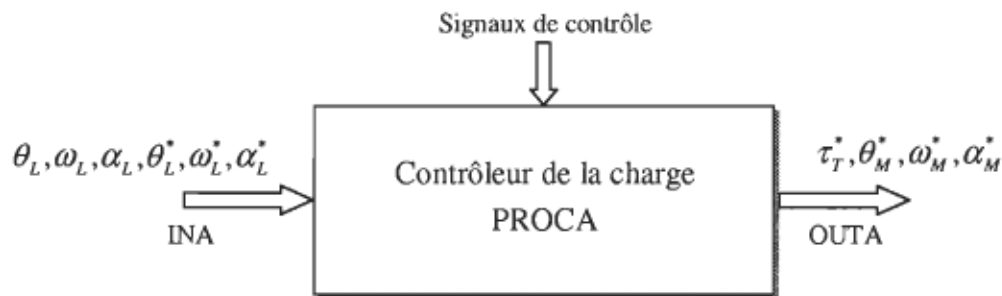 Signaux de contrôle
θ_L, ω_L, α_L, θ_L^*, ω_L^*, α_L^*
INA
Contrôleur de la charge
PROCA
τ_T^*, θ_M^*, ω_M^*, α_M^*
OUTA